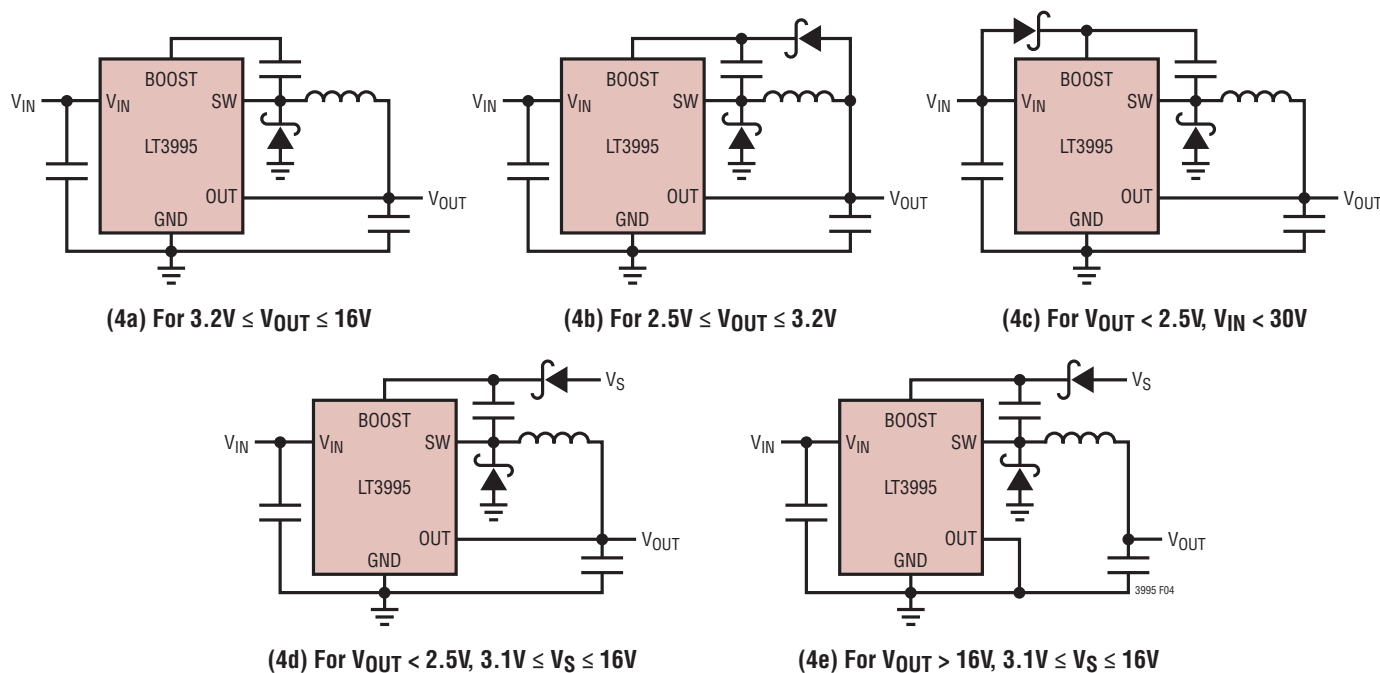 BOOST
V_IN
V_IN
SW
LT3995
OUT
V_OUT
GND
(4a) For 3.2V ≤ V_OUT ≤ 16V
BOOST
V_IN
V_IN
SW
LT3995
OUT
V_OUT
GND
(4b) For 2.5V ≤ V_OUT ≤ 3.2V
BOOST
V_IN
V_IN
SW
LT3995
OUT
V_OUT
GND
(4c) For V_OUT < 2.5V, V_IN < 30V
V_S
BOOST
V_IN
V_IN
SW
LT3995
OUT
V_OUT
GND
(4d) For V_OUT < 2.5V, 3.1V ≤ V_S ≤ 16V
V_S
BOOST
V_IN
V_IN
SW
LT3995
OUT
V_OUT
GND
3995 F04
(4e) For V_OUT > 16V, 3.1V ≤ V_S ≤ 16V